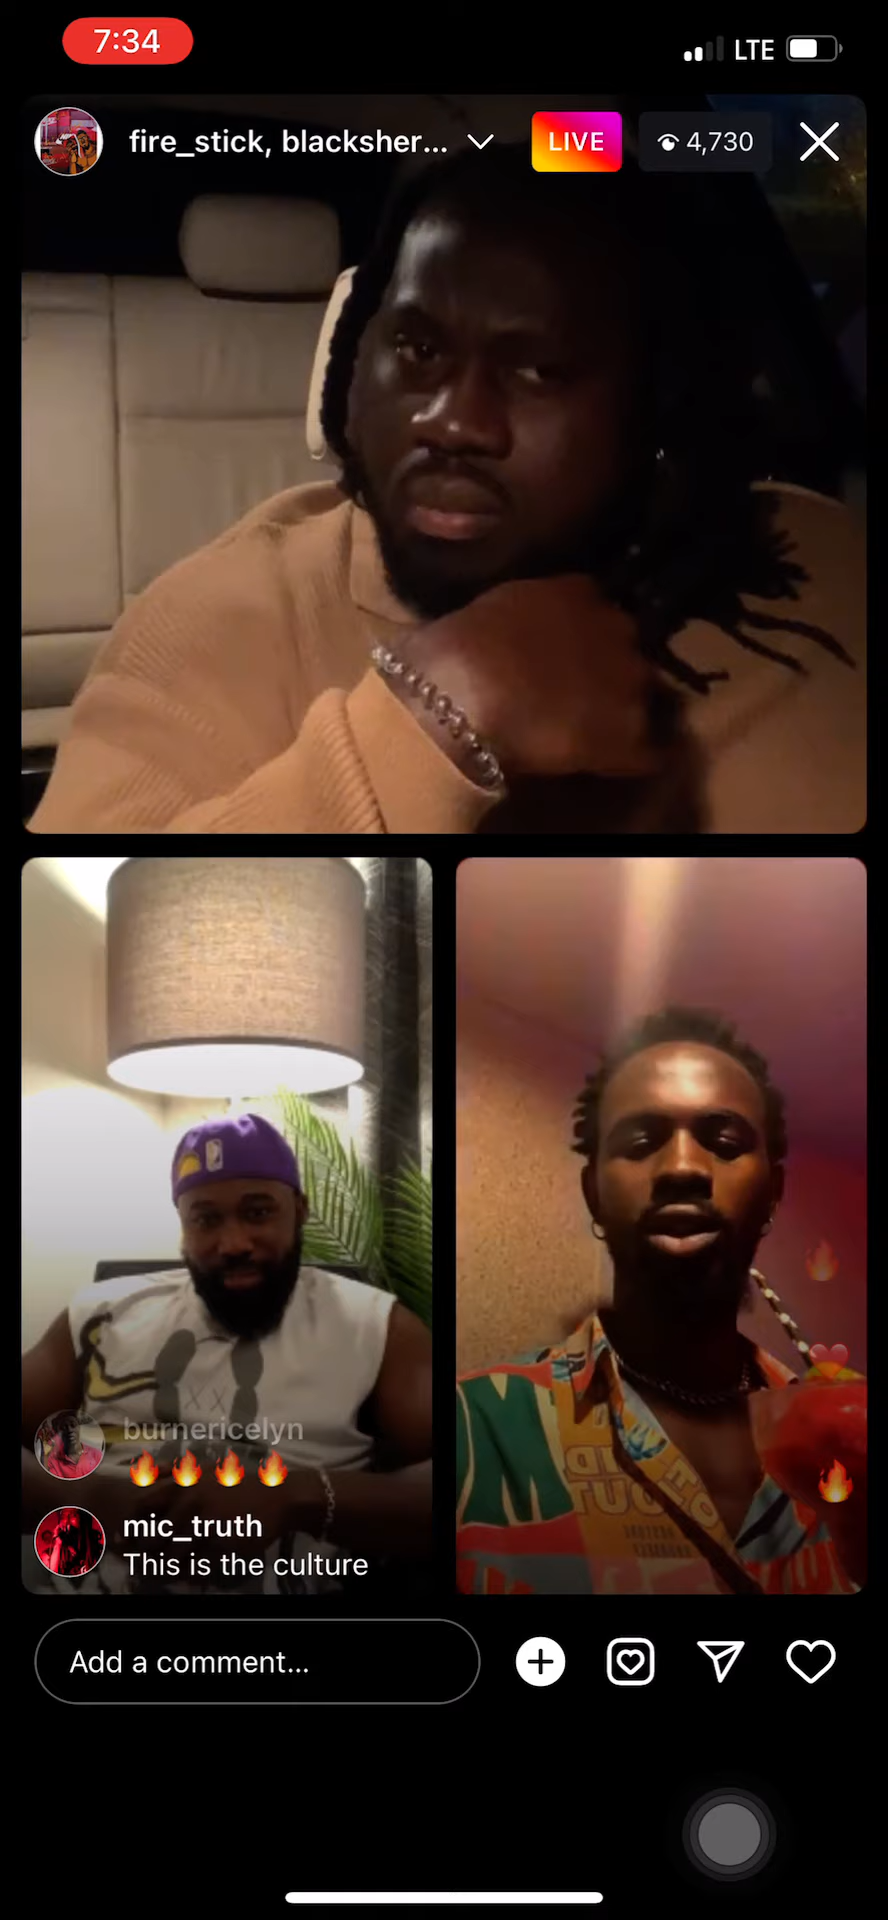 7:34
LTE
fire_stick, blacksher...
LIVE
4,730
burnericelyn
🔥🔥🔥🔥
mic_truth
This is the culture
Add a comment...